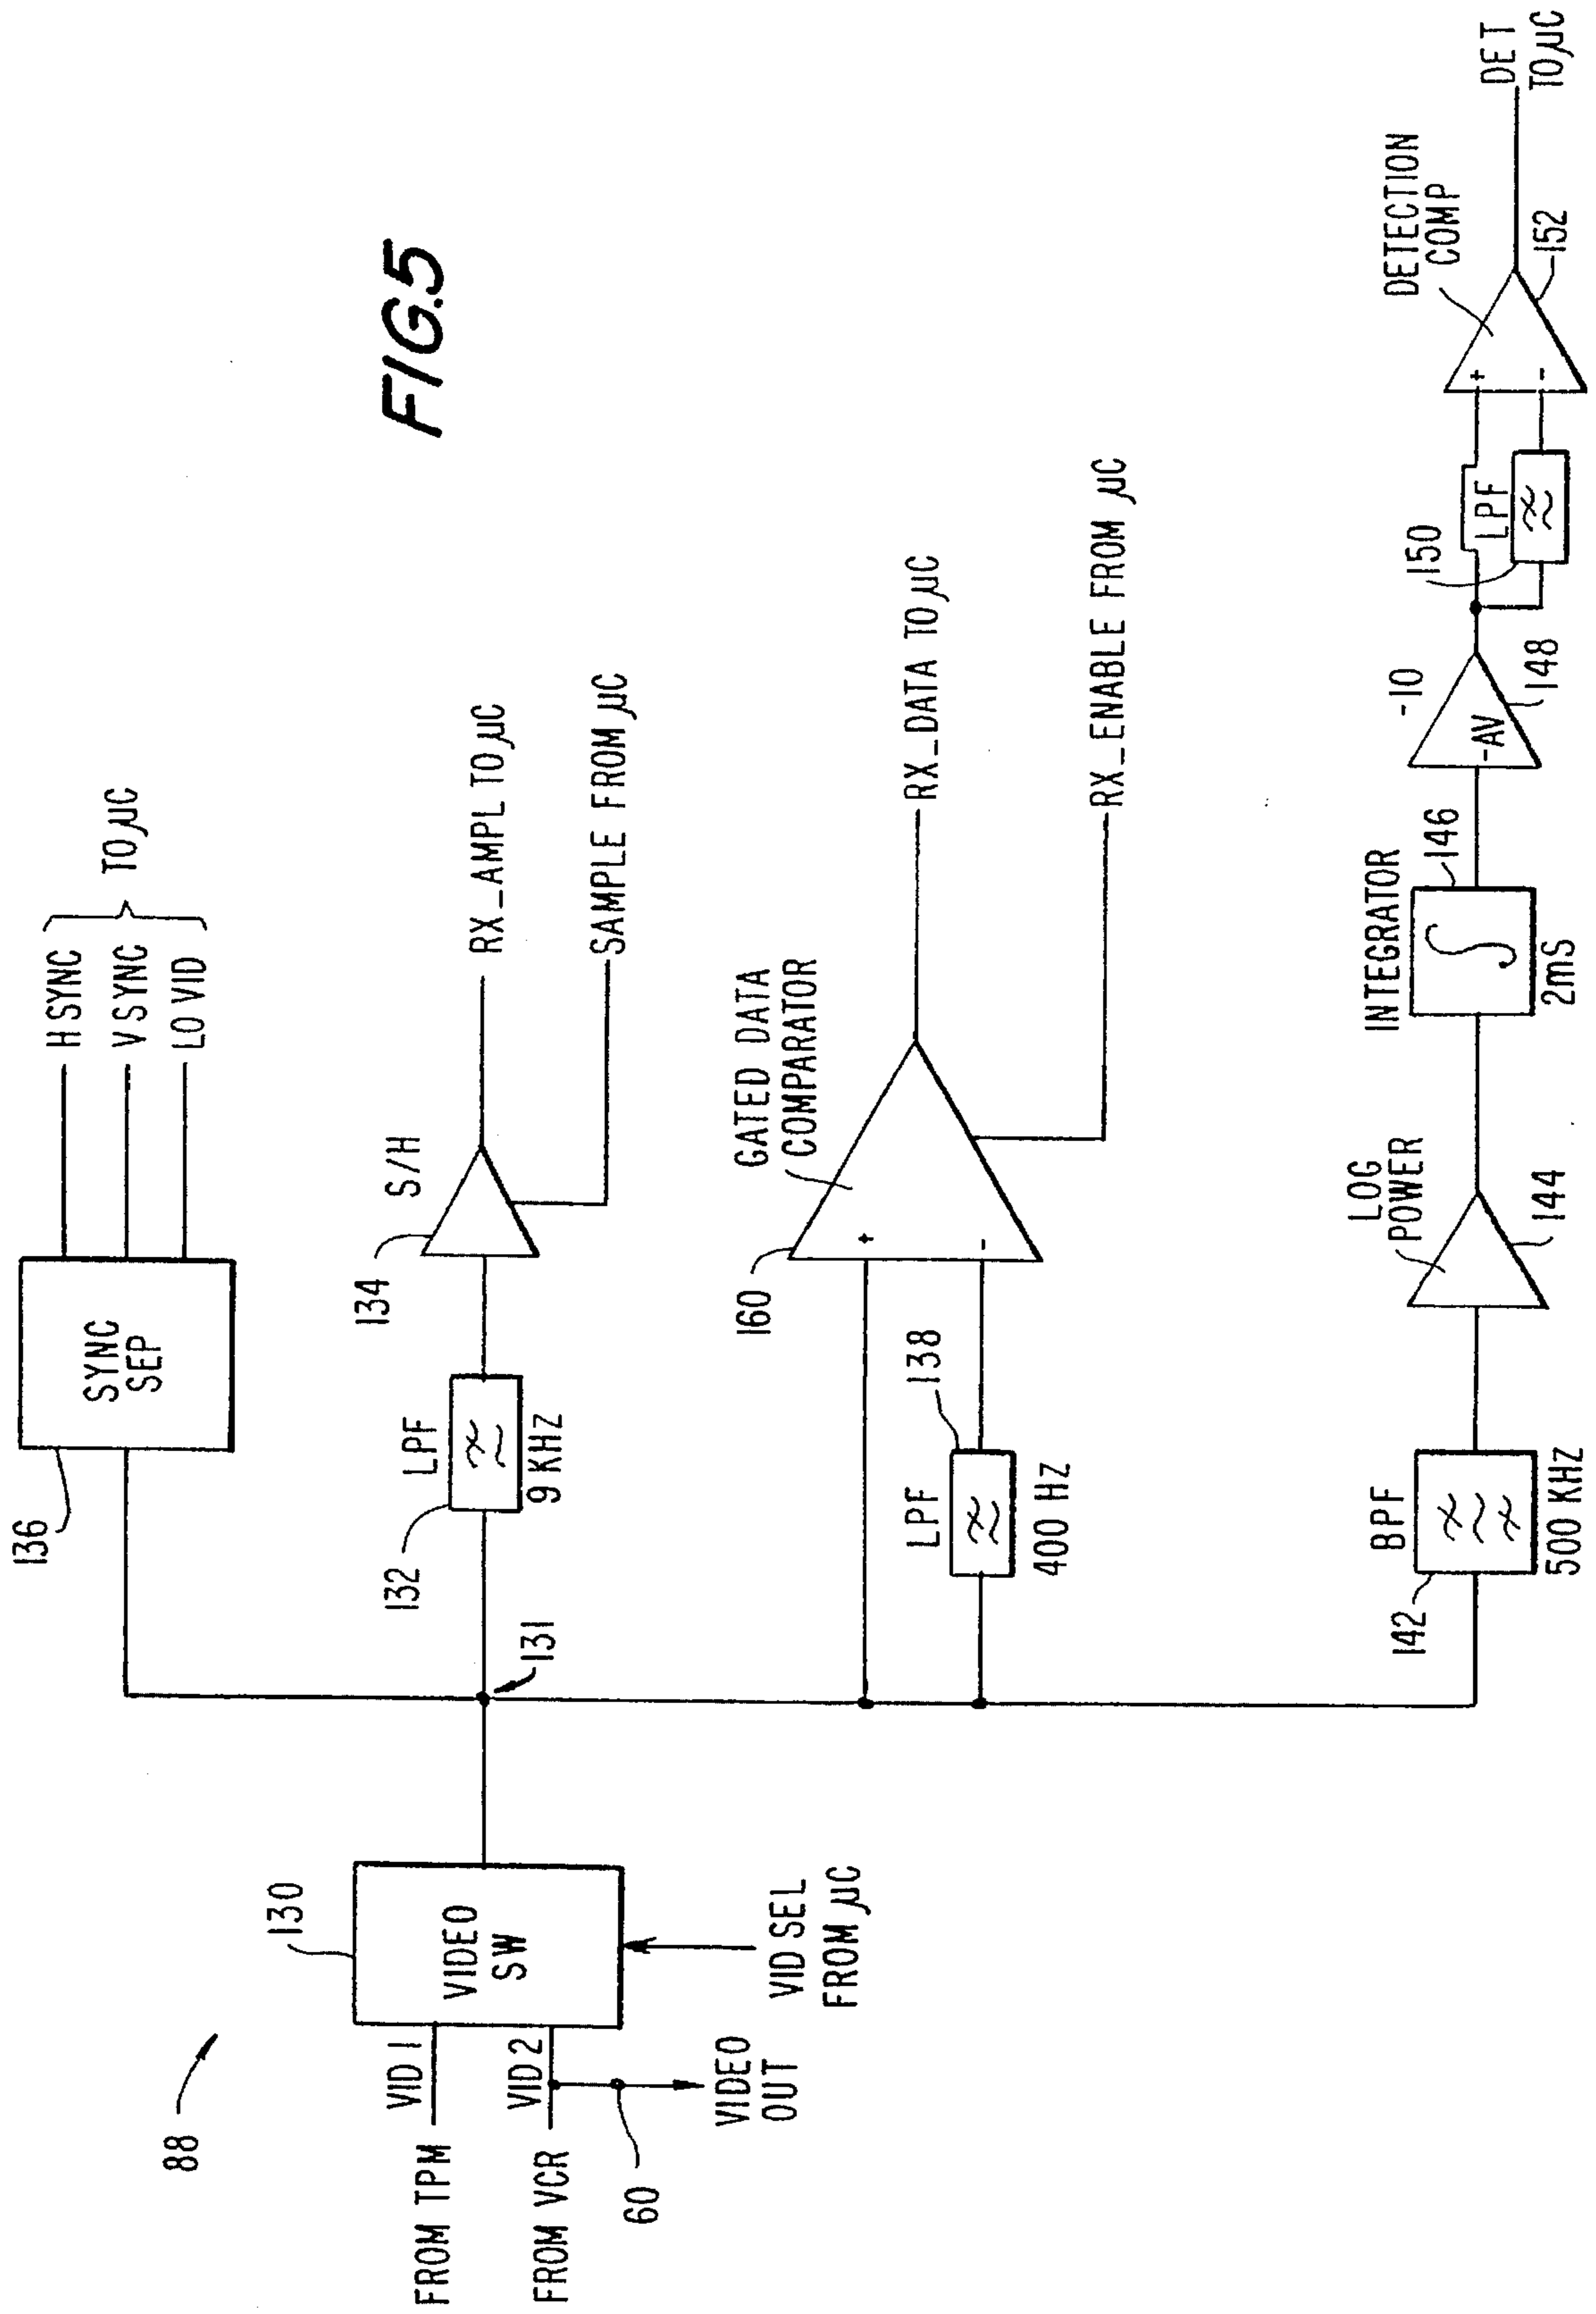 FIG.5
88
FROM TPM
VID 1
FROM VCR
VID 2
60
VIDEO
OUT
130
VIDEO
SW
VID SEL
FROM μC
131
136
SYNC
SEP
H SYNC
V SYNC
LO VID
TO μC
132
LPF
9 KHZ
134
S/H
RX_AMPL TO μC
SAMPLE FROM μC
160
GATED DATA
COMPARATOR
+
-
LPF
138
400 HZ
RX_DATA TO μC
RX_ENABLE FROM μC
142
BPF
500 KHZ
LOG
POWER
144
INTEGRATOR
146
2mS
-10
-AV
148
150
LPF
DETECTION
COMP
+
-
152
DET
TO μC